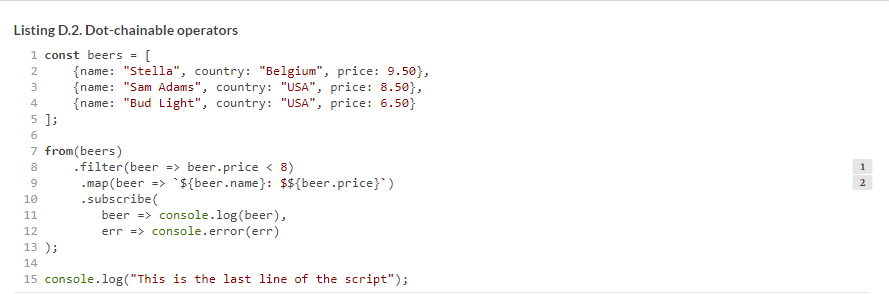 Listing D.2. Dot-chainable operators
1 const beers = [
2     {name: "Stella", country: "Belgium", price: 9.50},
3     {name: "Sam Adams", country: "USA", price: 8.50},
4     {name: "Bud Light", country: "USA", price: 6.50}
5 ];
6
7 from(beers)
8     .filter(beer => beer.price < 8) 1
9      .map(beer => `${beer.name}: $${beer.price}`) 2
10      .subscribe(
11         beer => console.log(beer),
12         err => console.error(err)
13 );
14
15 console.log("This is the last line of the script");